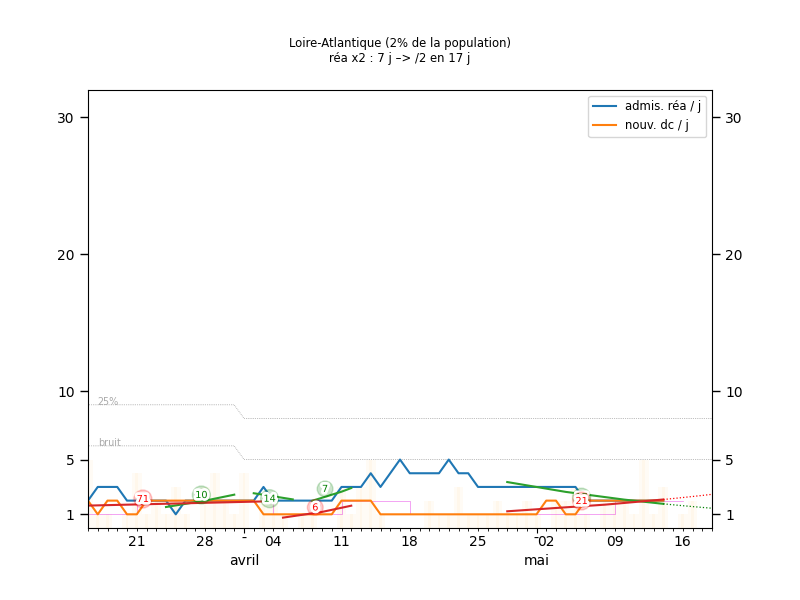 Loire-Atlantique (2% de la population)
réa x2 : 7 j –> /2 en 17 j
admis. réa / j
nouv. dc / j
30 30
20 20
10 10
25%
bruit
5 5
71 10 14 7 6 21
1 1
21 28 - 04 11 18 25 - 02 09 16
avril mai